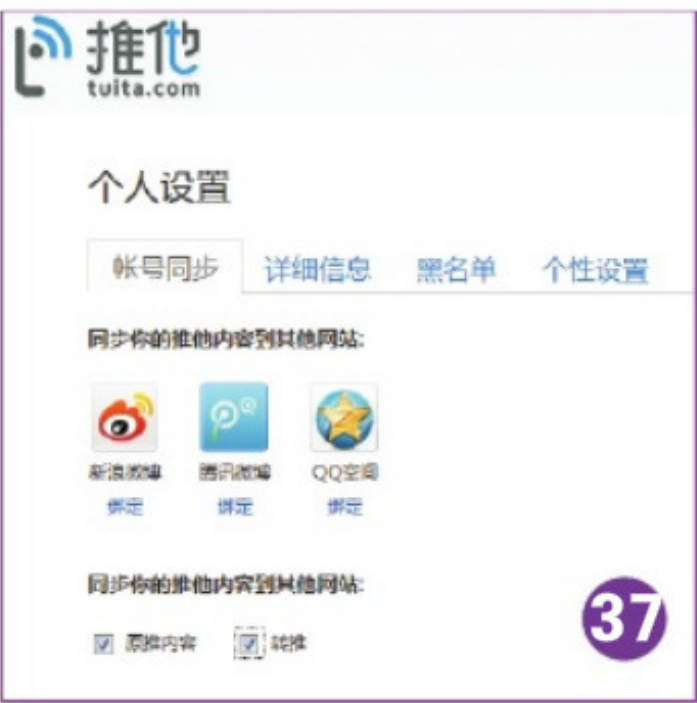 推他
tuita.com
个人设置
帐号同步 详细信息 黑名单 个性设置
同步你的推他内容到其他网站:
新浪微博 腾讯微博 QQ空间
绑定 绑定 绑定
同步你的推他内容到其他网站:
原推内容 转推
37